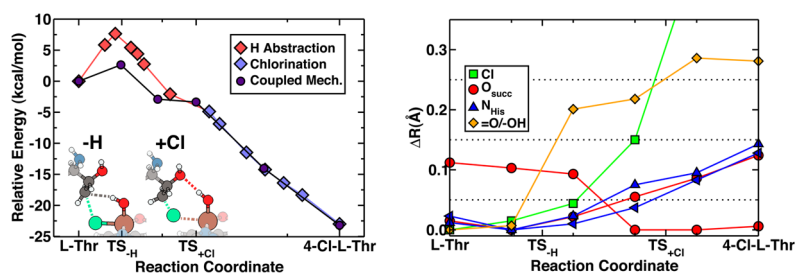 Relative Energy (kcal/mol)
10
5
0
-5
-10
-15
-20
-25
H Abstraction
Chlorination
Coupled Mech.
-H
+Cl
L-Thr
TS-H
TS+Cl
4-Cl-L-Thr
Reaction Coordinate
ΔR(Å)
0.3
0.2
0.1
0.0
Cl
Osucc
NHis
=O/-OH
L-Thr
TS-H
TS+Cl
4-Cl-L-Thr
Reaction Coordinate